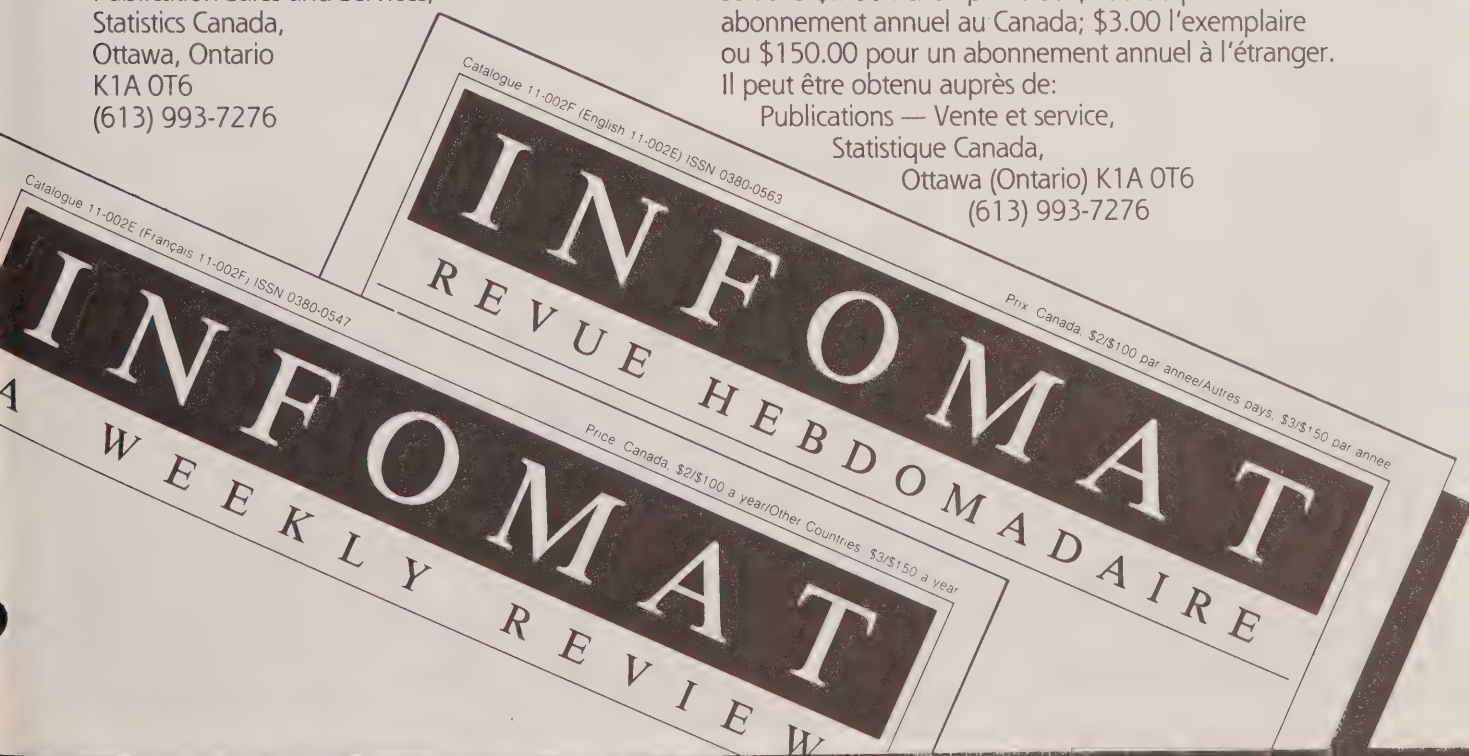 Statistics Canada,
Ottawa, Ontario
K1A 0T6
(613) 993-7276
abonnement annuel au Canada; $3.00 l'exemplaire
ou $150.00 pour un abonnement annuel à l'étranger.
Il peut être obtenu auprès de:
Publications — Vente et service,
Statistique Canada,
Ottawa (Ontario) K1A 0T6
(613) 993-7276
Catalogue 11-002F (English 11-002E) ISSN 0380-0563
INFOMAT
Prix Canada, $2/$100 par annee/Autres pays, $3/$150 par annee
REVUE HEBDOMADAIRE
Catalogue 11-002E (Français 11-002F) ISSN 0380-0547
INFOMAT
Price Canada, $2/$100 a year/Other Countries $3/$150 a year
A WEEKLY REVIEW